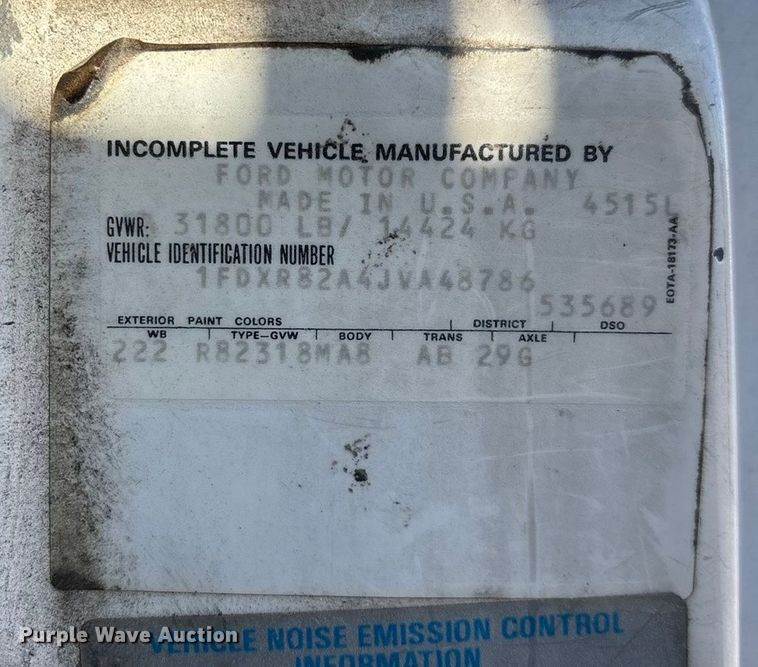 INCOMPLETE VEHICLE MANUFACTURED BY
FORD MOTOR COMPANY
MADE IN U.S.A. 4515L
GVWR: 31800 LB/ 14424 KG
VEHICLE IDENTIFICATION NUMBER
1FDXR82A4JVA48786
535689
EOTA-18173-AA
EXTERIOR PAINT COLORS DISTRICT DSO
WB TYPE-GVW BODY TRANS AXLE
222 R82318MA8 AB 29G
VEHICLE NOISE EMISSION CONTROL
INFORMATION
Purple Wave Auction